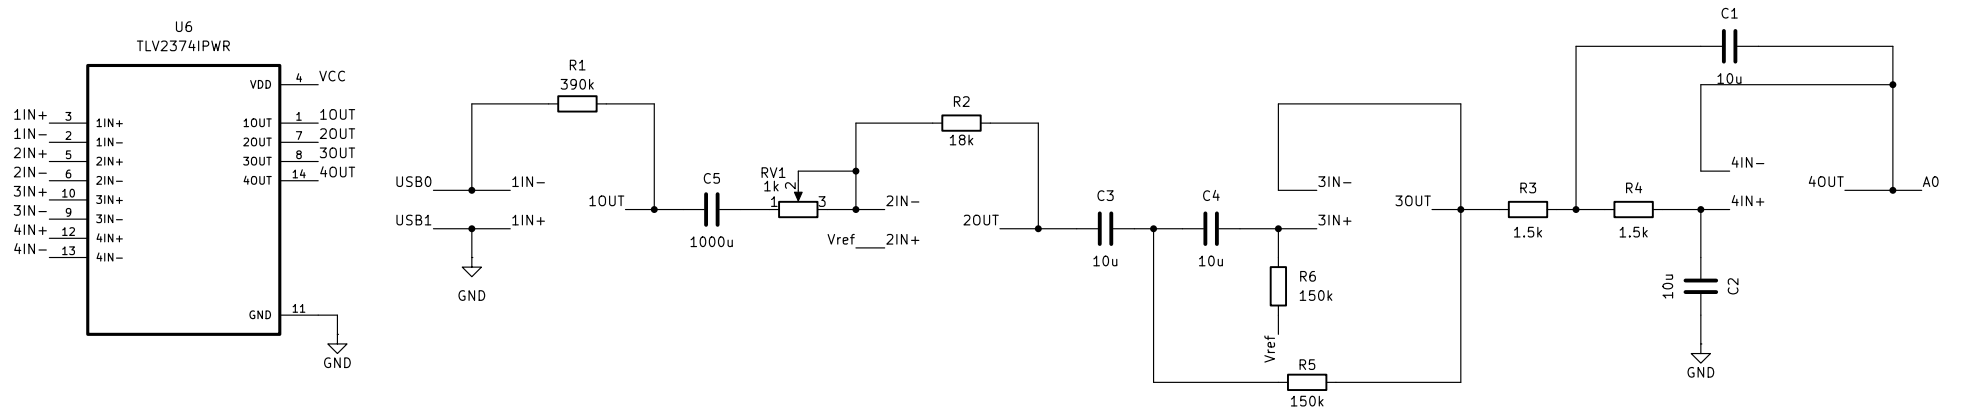 U6
TLV2374IPWR
VDD 4 VCC
1IN+ 3 1IN+ 1OUT 1 1OUT
1IN- 2 1IN- 2OUT 7 2OUT
2IN+ 5 2IN+ 3OUT 8 3OUT
2IN- 6 2IN- 4OUT 14 4OUT
3IN+ 10 3IN+
3IN- 9 3IN-
4IN+ 12 4IN+
4IN- 13 4IN-
GND 11
GND
R1
390k
USB0 1IN-
USB1 1IN+
GND
1OUT
C5
1000u
RV1
1k 2
1 3
R2
18k
2IN-
Vref 2IN+
2OUT
C3
10u
C4
10u
3IN-
3IN+
R6
150k
Vref
R5
150k
3OUT
R3
1.5k
R4
1.5k
C1
10u
4IN-
4IN+
10u
C2
GND
4OUT A0